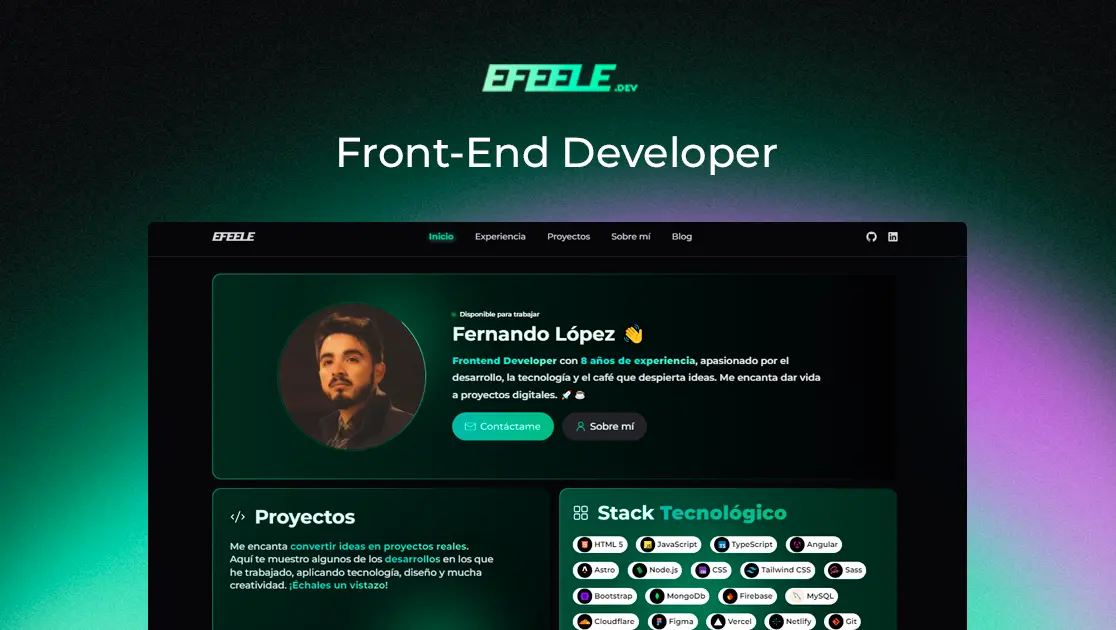 EFEELE.DEV
Front-End Developer
EFEELE
Inicio
Experiencia
Proyectos
Sobre mí
Blog
Disponible para trabajar
Fernando López 👋
Frontend Developer con 8 años de experiencia, apasionado por el
desarrollo, la tecnología y el café que despierta ideas. Me encanta dar vida
a proyectos digitales. 🚀 ☕
Contáctame
Sobre mí
</> Proyectos
Me encanta convertir ideas en proyectos reales.
Aquí te muestro algunos de los desarrollos en los que
he trabajado, aplicando tecnología, diseño y mucha
creatividad. ¡Échales un vistazo!
Stack Tecnológico
HTML 5
JavaScript
TypeScript
Angular
Astro
Node.js
CSS
Tailwind CSS
Sass
Bootstrap
MongoDb
Firebase
MySQL
Cloudflare
Figma
Vercel
Netlify
Git